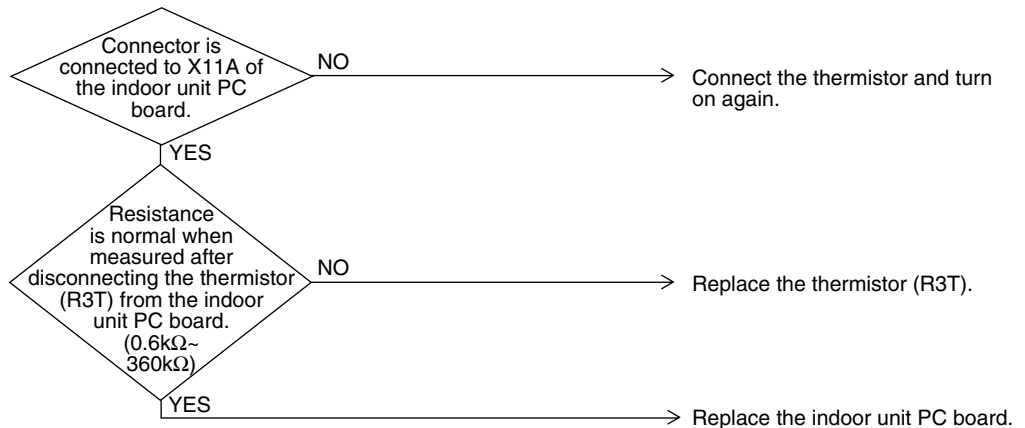 Connector is
connected to X11A of
the indoor unit PC
board.
NO
Connect the thermistor and turn
on again.
YES
Resistance
is normal when
measured after
disconnecting the thermistor
(R3T) from the indoor
unit PC board.
(0.6kΩ~
360kΩ)
NO
Replace the thermistor (R3T).
YES
Replace the indoor unit PC board.